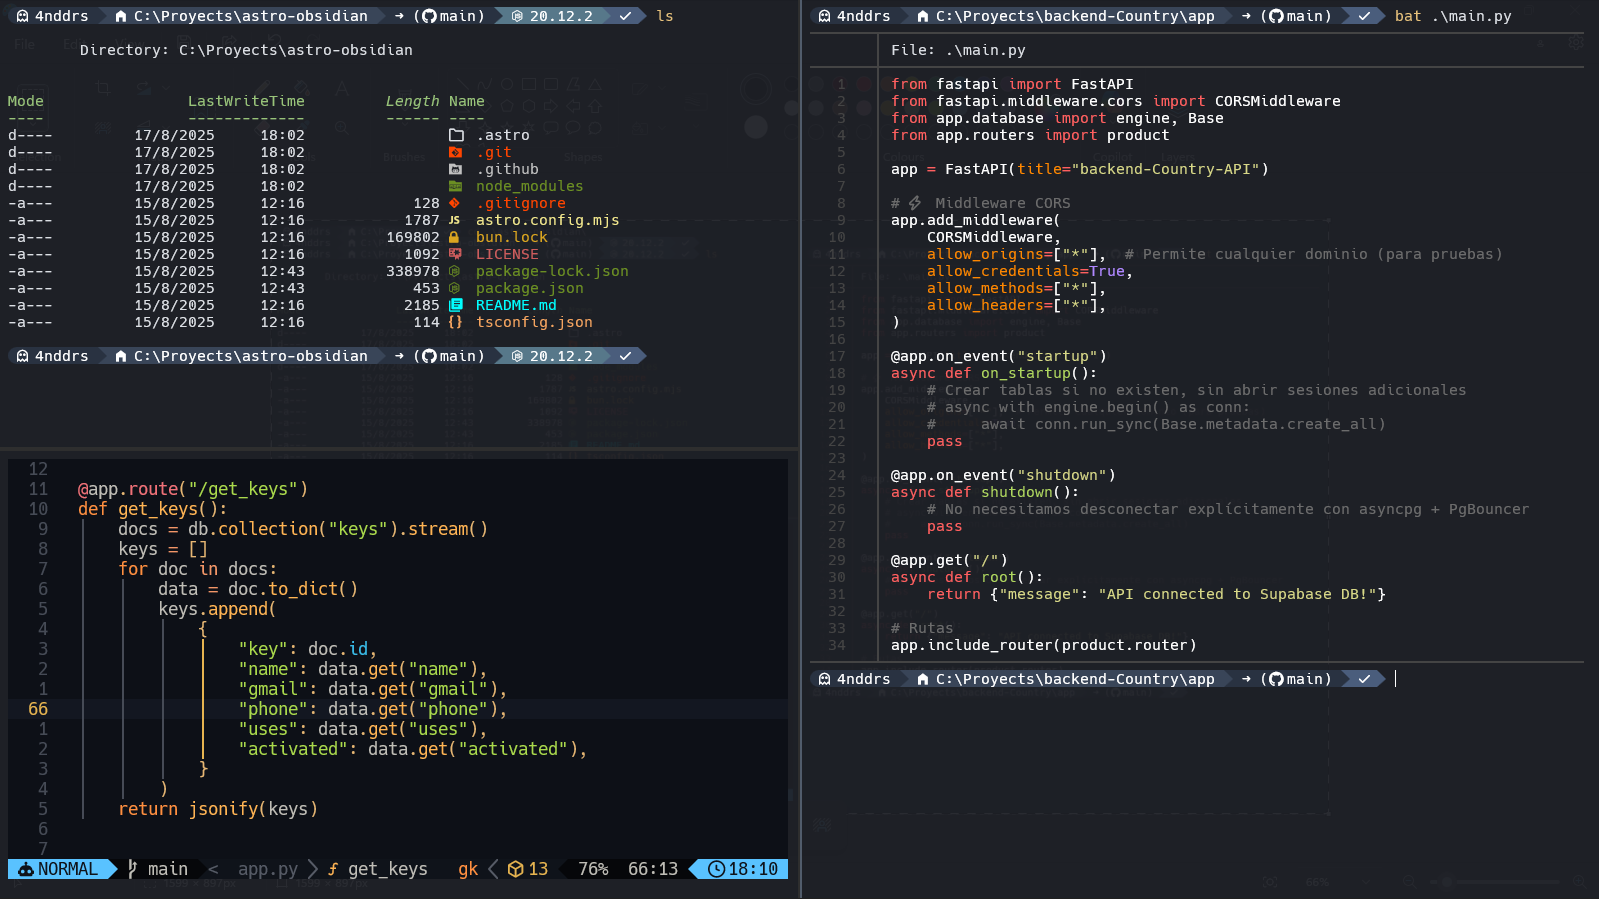 4nddrs C:\Proyects\astro-obsidian → (main) 20.12.2 ✓ ls
Directory: C:\Proyects\astro-obsidian
Mode LastWriteTime Length Name
---- ------------- ------ ----
d---- 17/8/2025 18:02 .astro
d---- 17/8/2025 18:02 .git
d---- 17/8/2025 18:02 .github
d---- 17/8/2025 18:02 node_modules
-a--- 15/8/2025 12:16 128 .gitignore
-a--- 15/8/2025 12:16 1787 JS astro.config.mjs
-a--- 15/8/2025 12:16 169802 bun.lock
-a--- 15/8/2025 12:16 1092 LICENSE
-a--- 15/8/2025 12:43 338978 package-lock.json
-a--- 15/8/2025 12:43 453 package.json
-a--- 15/8/2025 12:16 2185 README.md
-a--- 15/8/2025 12:16 114 {} tsconfig.json
4nddrs C:\Proyects\astro-obsidian → (main) 20.12.2 ✓
12
11 @app.route("/get_keys")
10 def get_keys():
9 docs = db.collection("keys").stream()
8 keys = []
7 for doc in docs:
6 data = doc.to_dict()
5 keys.append(
4 {
3 "key": doc.id,
2 "name": data.get("name"),
1 "gmail": data.get("gmail"),
66 "phone": data.get("phone"),
1 "uses": data.get("uses"),
2 "activated": data.get("activated"),
3 }
4 )
5 return jsonify(keys)
6
7
NORMAL main < app.py > f get_keys gk < 13 76% 66:13 18:10
4nddrs C:\Proyects\backend-Country\app → (main) ✓ bat .\main.py
File: .\main.py
1 from fastapi import FastAPI
2 from fastapi.middleware.cors import CORSMiddleware
3 from app.database import engine, Base
4 from app.routers import product
5
6 app = FastAPI(title="backend-Country-API")
7
8 # ⚡ Middleware CORS
9 app.add_middleware(
10 CORSMiddleware,
11 allow_origins=["*"], # Permite cualquier dominio (para pruebas)
12 allow_credentials=True,
13 allow_methods=["*"],
14 allow_headers=["*"],
15 )
16
17 @app.on_event("startup")
18 async def on_startup():
19 # Crear tablas si no existen, sin abrir sesiones adicionales
20 # async with engine.begin() as conn:
21 # await conn.run_sync(Base.metadata.create_all)
22 pass
23
24 @app.on_event("shutdown")
25 async def shutdown():
26 # No necesitamos desconectar explícitamente con asyncpg + PgBouncer
27 pass
28
29 @app.get("/")
30 async def root():
31 return {"message": "API connected to Supabase DB!"}
32
33 # Rutas
34 app.include_router(product.router)
4nddrs C:\Proyects\backend-Country\app → (main) ✓